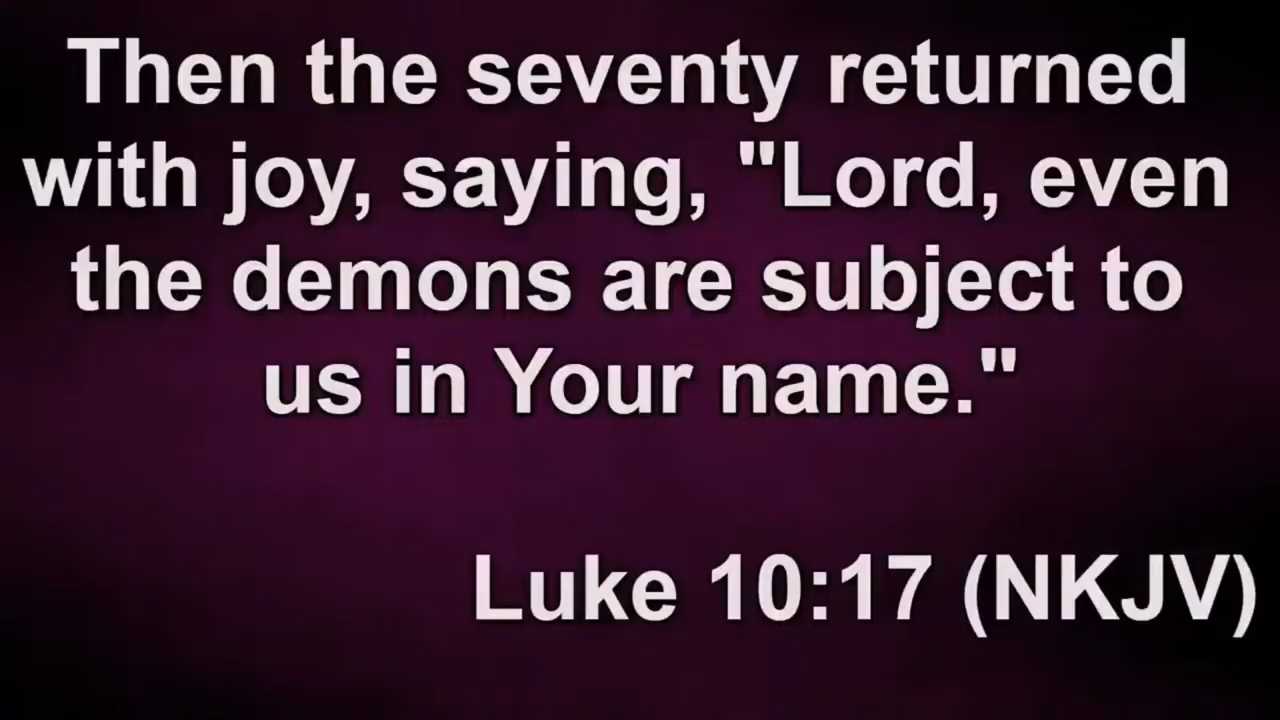 Then the seventy returned
with joy, saying, "Lord, even
the demons are subject to
us in Your name."
Luke 10:17 (NKJV)